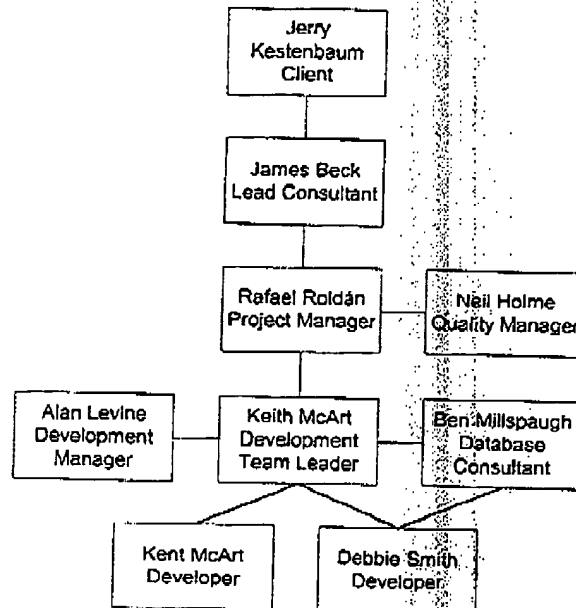 Jerry
Kestenbaum
Client
James Beck
Lead Consultant
Rafael Roldán
Project Manager
Neil Holme
Quality Manager
Alan Levine
Development
Manager
Keith McArt
Development
Team Leader
Ben Millspaugh
Database
Consultant
Kent McArt
Developer
Debbie Smith
Developer